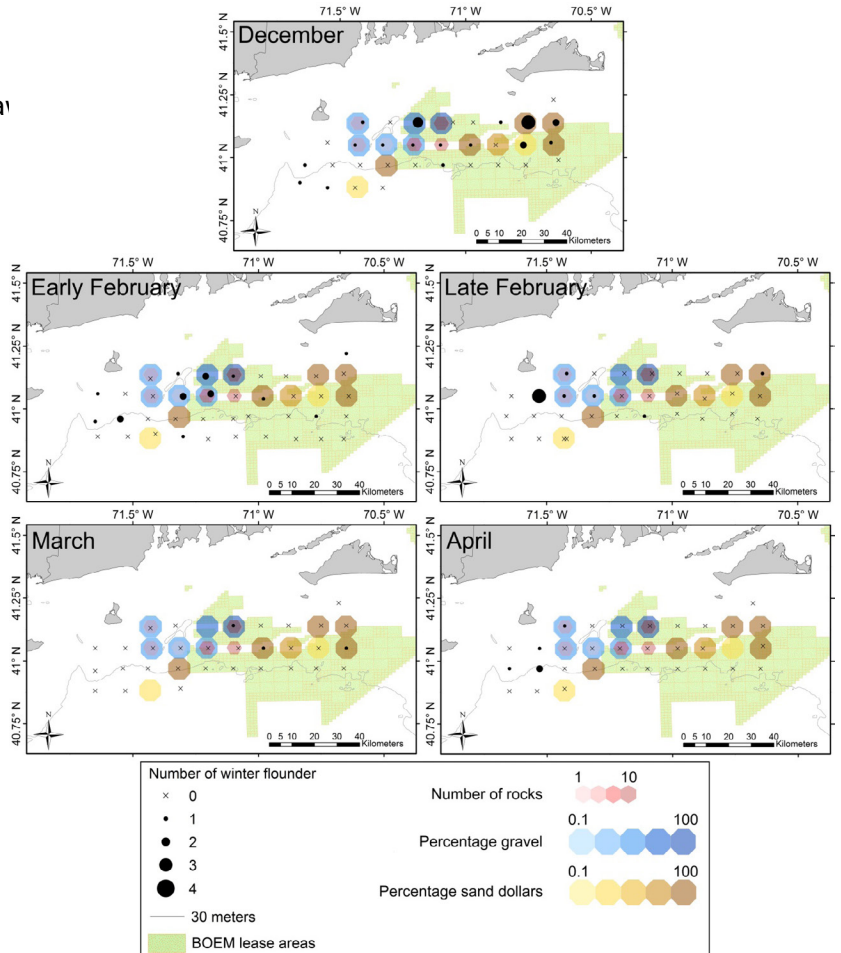 71.5° W 71° W 70.5° W
December
41.5° N
41.25° N
41° N
40.75° N
N
0 5 10 20 30 40
Kilometers
71.5° W 71° W 70.5° W
71.5° W 71° W 70.5° W
Early February
41.5° N
41.25° N
41° N
40.75° N
N
0 5 10 20 30 40
Kilometers
Late February
41.5° N
41.25° N
41° N
40.75° N
N
0 5 10 20 30 40
Kilometers
71.5° W 71° W 70.5° W
71.5° W 71° W 70.5° W
March
41.5° N
41.25° N
41° N
40.75° N
N
0 5 10 20 30 40
Kilometers
April
41.5° N
41.25° N
41° N
40.75° N
N
0 5 10 20 30 40
Kilometers
Number of winter flounder
0
1
2
3
4
30 meters
BOEM lease areas
1 10
Number of rocks
0.1 100
Percentage gravel
0.1 100
Percentage sand dollars